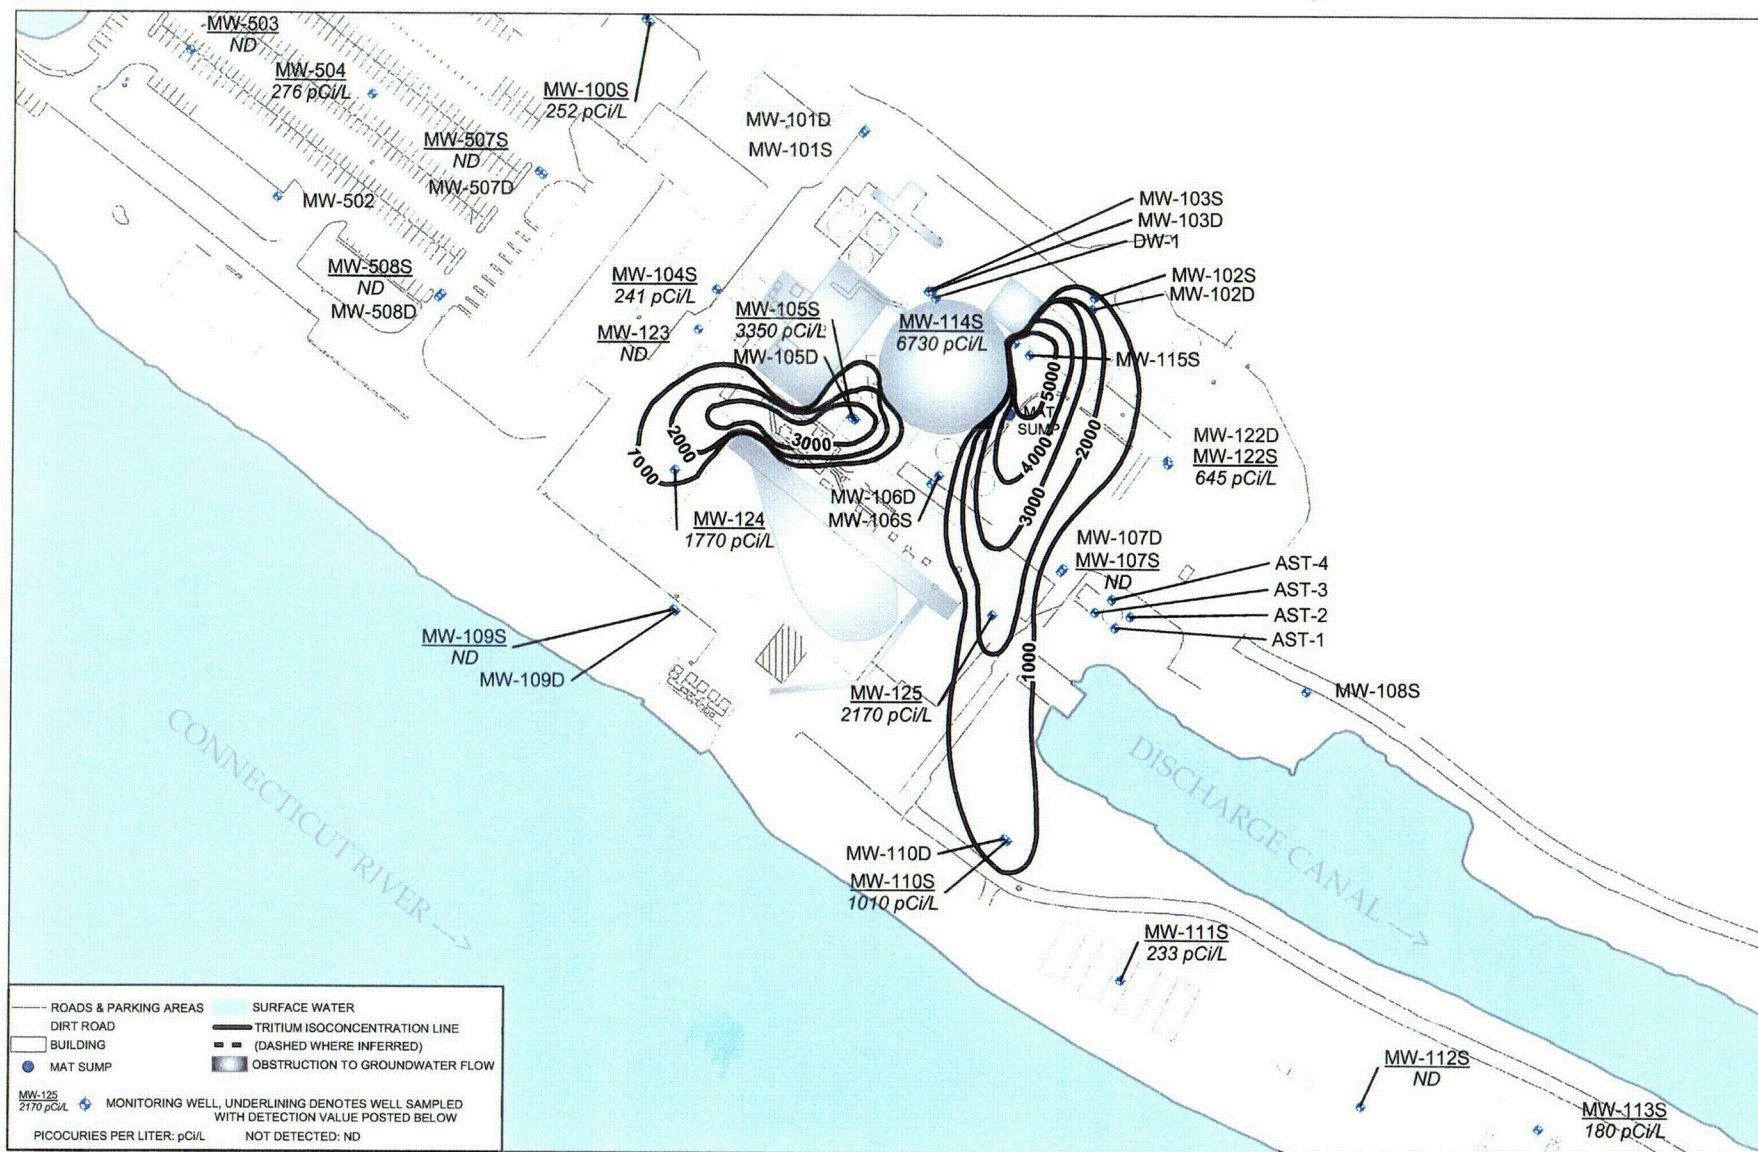 MW-503
ND
MW-504
276 pCi/L
MW-100S
252 pCi/L
MW-101D
MW-101S
MW-507S
ND
MW-507D
MW-502
MW-103S
MW-103D
DW-1
MW-508S
ND
MW-508D
MW-104S
241 pCi/L
MW-102S
MW-102D
MW-105S
3350 pCi/L
MW-105D
MW-114S
6730 pCi/L
MW-123
ND
MW-115S
5000
MAT
SUMP
4000
2000
3000
1000
2000
3000
1000
MW-122D
MW-122S
645 pCi/L
MW-106D
MW-106S
MW-124
1770 pCi/L
MW-107D
MW-107S
ND
AST-4
AST-3
AST-2
AST-1
MW-109S
ND
MW-109D
MW-125
2170 pCi/L
MW-108S
CONNECTICUT RIVER --->
DISCHARGE CANAL --->
MW-110D
MW-110S
1010 pCi/L
MW-111S
233 pCi/L
MW-112S
ND
MW-113S
180 pCi/L
ROADS & PARKING AREAS
DIRT ROAD
BUILDING
MAT SUMP
SURFACE WATER
TRITIUM ISOCONCENTRATION LINE
(DASHED WHERE INFERRED)
OBSTRUCTION TO GROUNDWATER FLOW
MW-125
2170 pCi/L
MONITORING WELL, UNDERLINING DENOTES WELL SAMPLED
WITH DETECTION VALUE POSTED BELOW
PICOCURIES PER LITER: pCi/L NOT DETECTED: ND